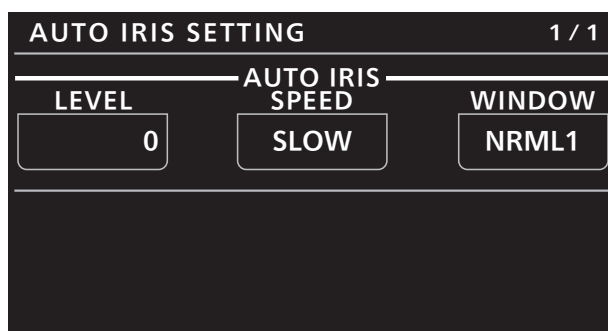 AUTO IRIS SETTING 1 / 1
AUTO IRIS
LEVEL SPEED WINDOW
0 SLOW NRML1